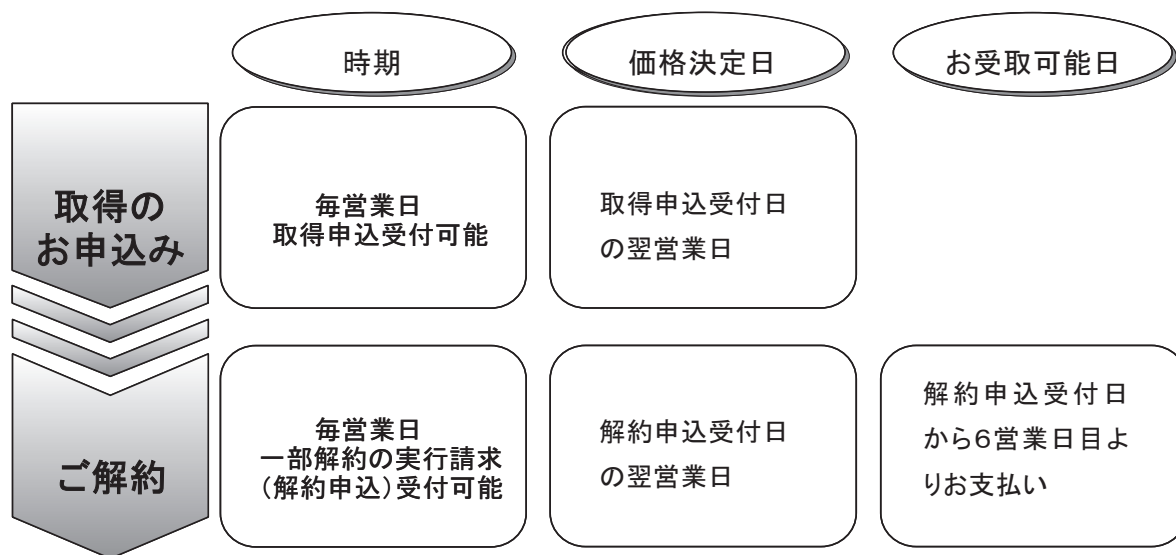 時期
価格決定日
お受取可能日
取得の
お申込み
毎営業日
取得申込受付可能
取得申込受付日
の翌営業日
ご解約
毎営業日
一部解約の実行請求
（解約申込）受付可能
解約申込受付日
の翌営業日
解約申込受付日
から６営業日目よ
りお支払い